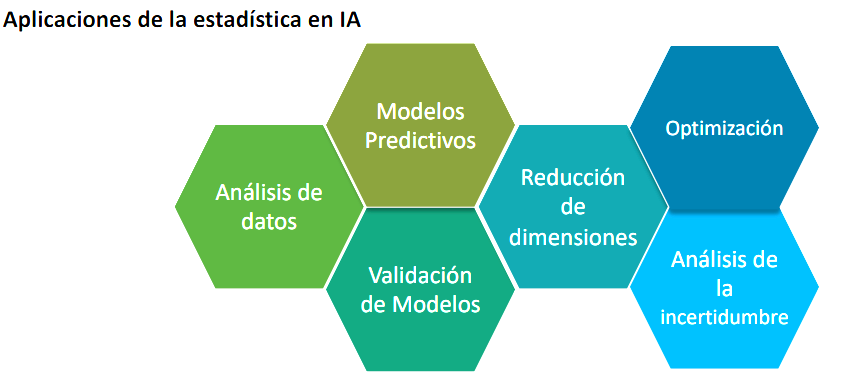 Aplicaciones de la estadística en IA
Análisis de
datos
Modelos
Predictivos
Validación
de Modelos
Reducción
de
dimensiones
Optimización
Análisis de
la
incertidumbre